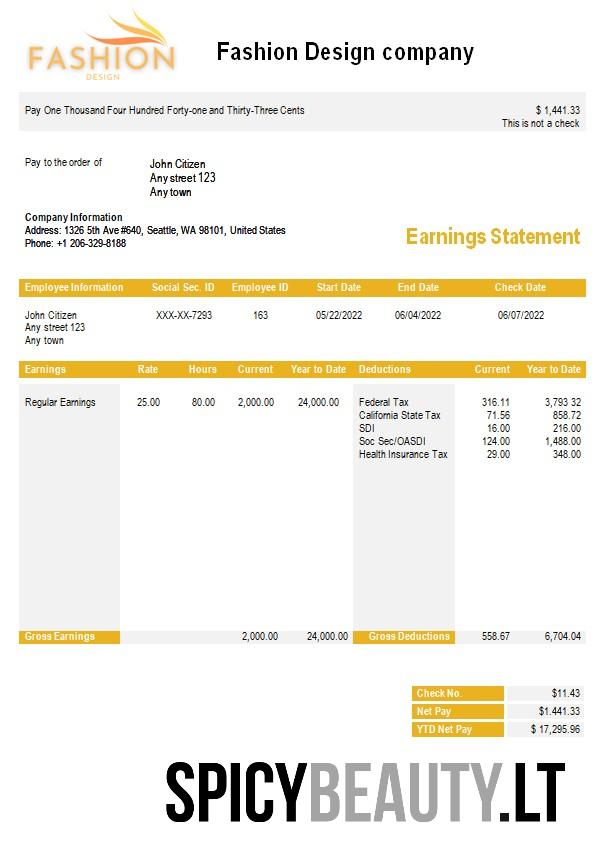 FASHION
DESIGN
Fashion Design company
Pay One Thousand Four Hundred Forty-one and Thirty-Three Cents $ 1,441.33
This is not a check
Pay to the order of John Citizen
Any street 123
Any town
Company Information
Address: 1326 5th Ave #640, Seattle, WA 98101, United States
Phone: +1 206-329-8188
Earnings Statement
Employee Information Social Sec. ID Employee ID Start Date End Date Check Date
John Citizen XXX-XX-7293 163 05/22/2022 06/04/2022 06/07/2022
Any street 123
Any town
Earnings Rate Hours Current Year to Date Deductions Current Year to Date
Regular Earnings 25.00 80.00 2,000.00 24,000.00 Federal Tax 316.11 3,793 32
California State Tax 71.56 858.72
SDI 16.00 216.00
Soc Sec/OASDI 124.00 1,488.00
Health Insurance Tax 29.00 348.00
Gross Earnings 2,000.00 24,000.00 Gross Deductions 558.67 6,704.04
Check No. $11.43
Net Pay $1.441.33
YTD Net Pay $ 17,295.96
SPICYBEAUTY.LT